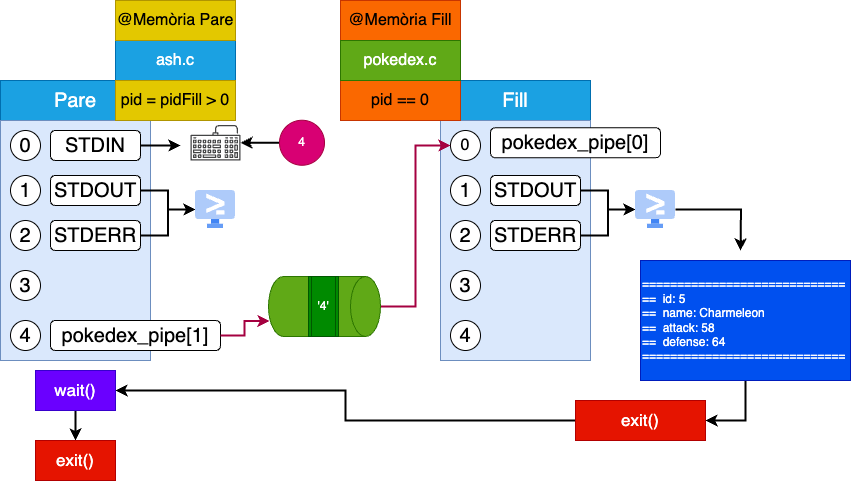 @Memòria Pare
ash.c
pid = pidFill > 0
Pare
0
STDIN
4
1
STDOUT
2
STDERR
3
4
pokedex_pipe[1]
'4'
@Memòria Fill
pokedex.c
pid == 0
Fill
0
pokedex_pipe[0]
1
STDOUT
2
STDERR
3
4
>_
>_
=============================
== id: 5
== name: Charmeleon
== attack: 58
== defense: 64
=============================
wait()
exit()
exit()